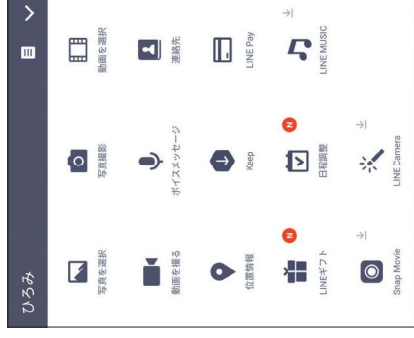 ひろみ
写真を選択
写真撮影
動画を選択
動画を撮る
ボイスメッセージ
連絡先
位置情報
Keep
LINE Pay
N
N
LINEギフト
日程調整
LINE MUSIC
Snap Movie
LINE Camera